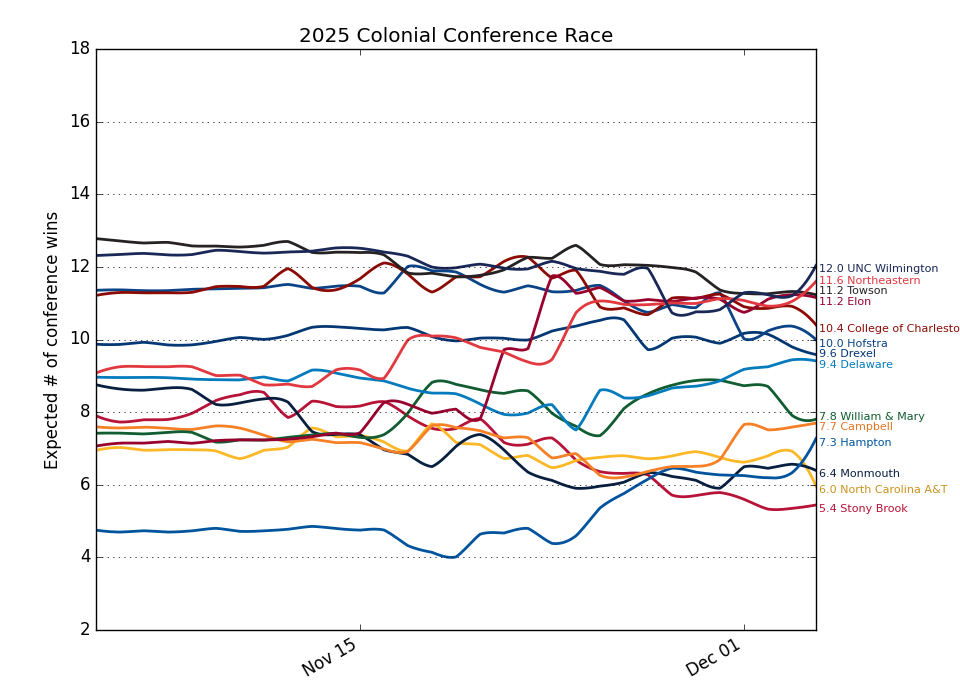 2025 Colonial Conference Race
Expected # of conference wins
18
16
14
12
10
8
6
4
2
Nov 15
Dec 01
12.0 UNC Wilmington
11.6 Northeastern
11.2 Towson
11.2 Elon
10.4 College of Charlesto
10.0 Hofstra
9.6 Drexel
9.4 Delaware
7.8 William & Mary
7.7 Campbell
7.3 Hampton
6.4 Monmouth
6.0 North Carolina A&T
5.4 Stony Brook